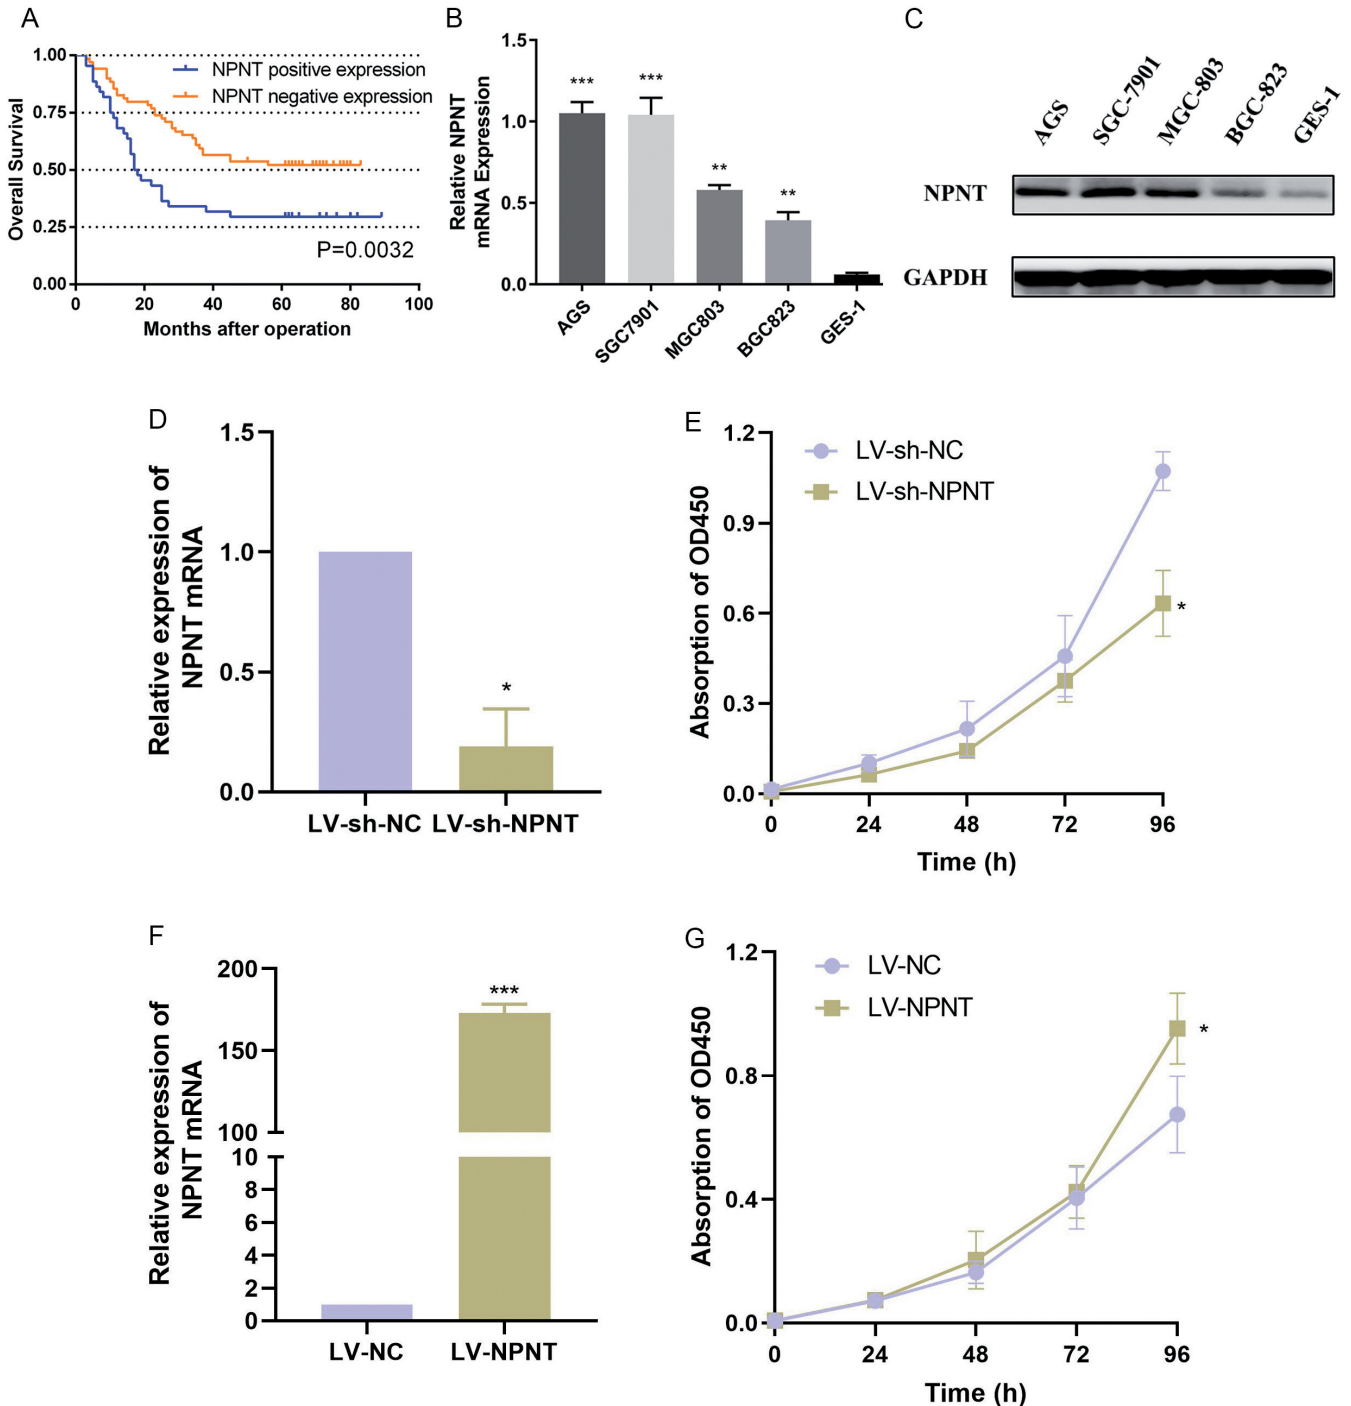 A
1.00
0.75
0.50
0.25
0.00
Overall Survival
NPNT positive expression
NPNT negative expression
P=0.0032
0 20 40 60 80 100
Months after operation
B
1.5
1.0
0.5
0.0
Relative NPNT
mRNA Expression
***
***
**
**
AGS
SGC7901
MGC803
BGC823
GES-1
C
AGS
SGC-7901
MGC-803
BGC-823
GES-1
NPNT
GAPDH
D
1.5
1.0
0.5
0.0
Relative expression of
NPNT mRNA
*
LV-sh-NC LV-sh-NPNT
E
1.2
0.9
0.6
0.3
0.0
Absorption of OD450
LV-sh-NC
LV-sh-NPNT
*
0 24 48 72 96
Time (h)
F
200
150
100
10
8
6
4
2
0
Relative expression of
NPNT mRNA
***
LV-NC LV-NPNT
G
1.2
0.8
0.4
0.0
Absorption of OD450
LV-NC
LV-NPNT
*
0 24 48 72 96
Time (h)